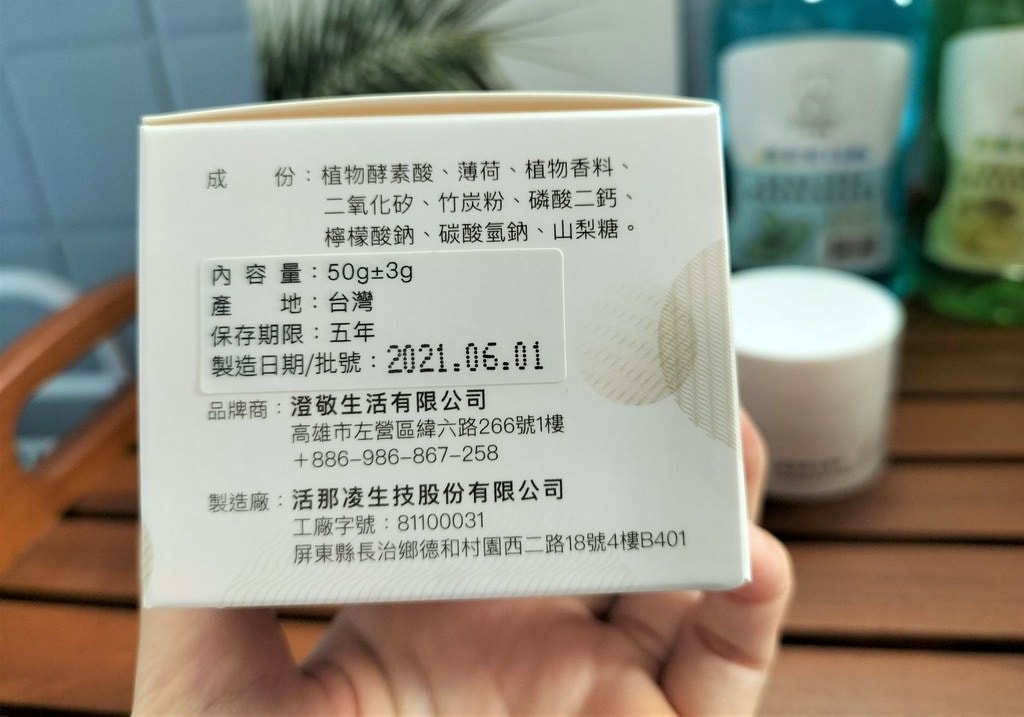 成　　份：植物酵素酸、薄荷、植物香料、
二氧化矽、竹炭粉、磷酸二鈣、
檸檬酸鈉、碳酸氫鈉、山梨糖。
內 容 量：50g±3g
產　　地：台灣
保存期限：五年
製造日期/批號：2021.06.01
品牌商：澄敬生活有限公司
高雄市左營區緯六路266號1樓
+886-986-867-258
製造廠：活那凌生技股份有限公司
工廠字號：81100031
屏東縣長治鄉德和村園西二路18號4樓B401